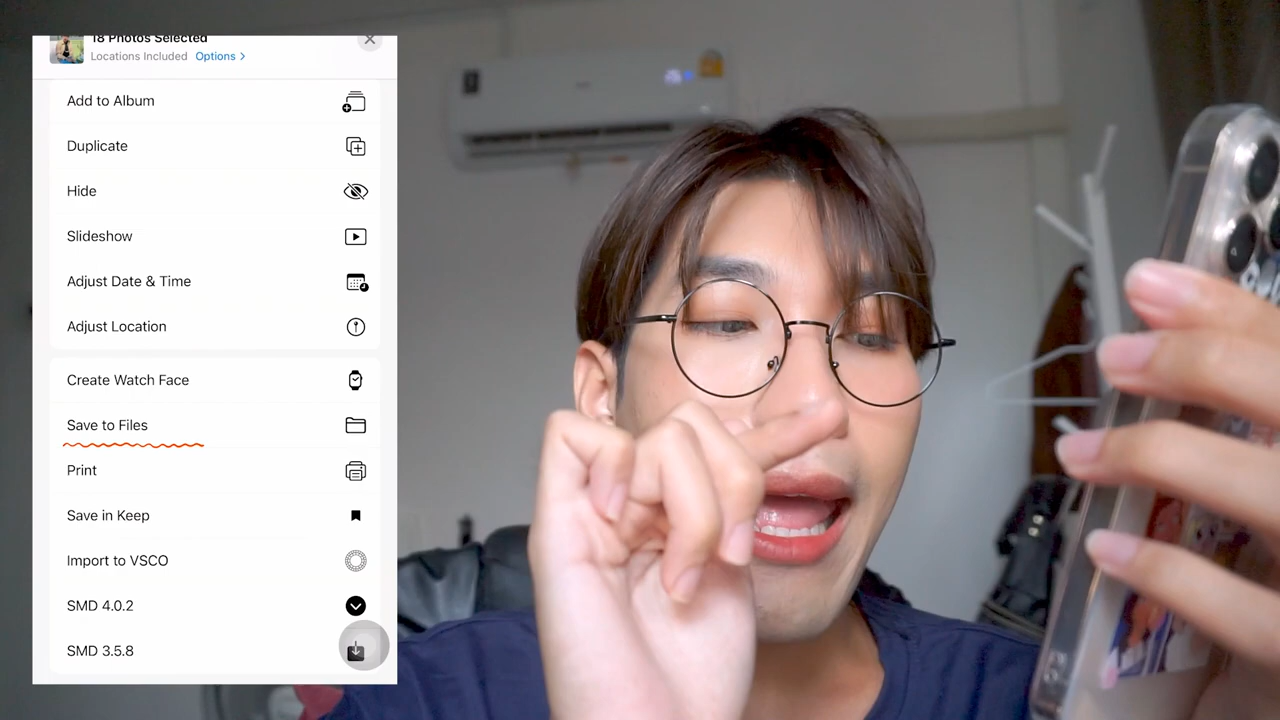 18 Photos Selected
Locations Included Options >
Add to Album
Duplicate
Hide
Slideshow
Adjust Date & Time
Adjust Location
Create Watch Face
Save to Files
Print
Save in Keep
Import to VSCO
SMD 4.0.2
SMD 3.5.8